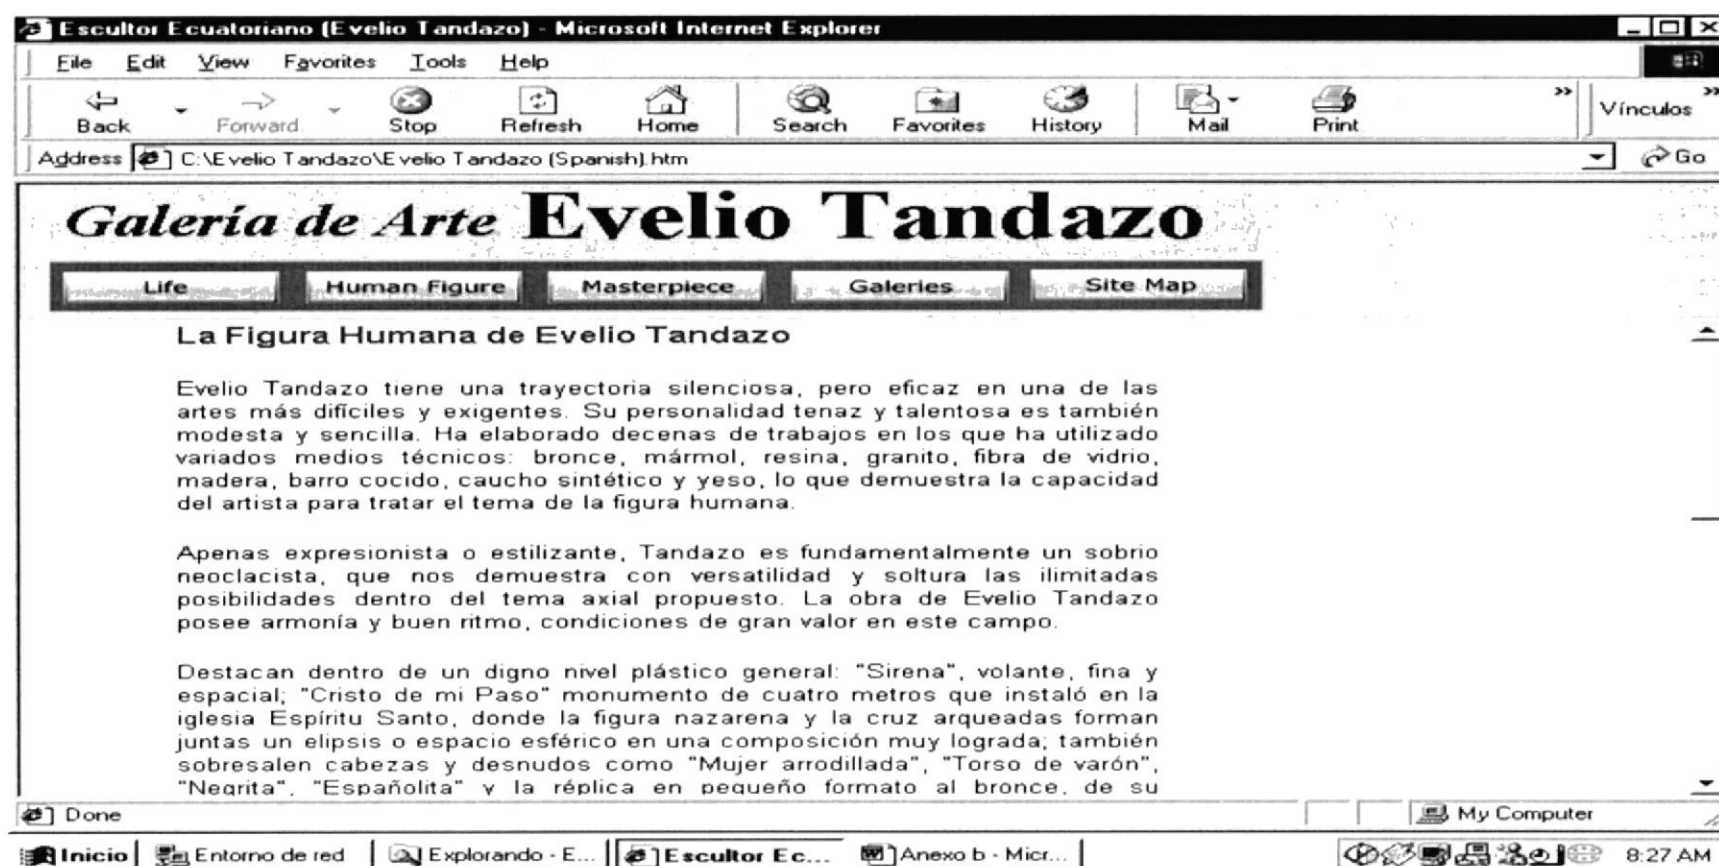 Escultor Ecuatoriano (Evelio Tandazo) - Microsoft Internet Explorer
File Edit View Favorites Tools Help
Back Forward Stop Refresh Home Search Favorites History Mail Print » Vínculos »
Address C:\Evelio Tandazo\Evelio Tandazo (Spanish).htm Go
Galería de Arte Evelio Tandazo
Life Human Figure Masterpiece Galeries Site Map
La Figura Humana de Evelio Tandazo
Evelio Tandazo tiene una trayectoria silenciosa, pero eficaz en una de las
artes más difíciles y exigentes. Su personalidad tenaz y talentosa es también
modesta y sencilla. Ha elaborado decenas de trabajos en los que ha utilizado
variados medios técnicos: bronce, mármol, resina, granito, fibra de vidrio,
madera, barro cocido, caucho sintético y yeso, lo que demuestra la capacidad
del artista para tratar el tema de la figura humana.
Apenas expresionista o estilizante, Tandazo es fundamentalmente un sobrio
neoclacista, que nos demuestra con versatilidad y soltura las ilimitadas
posibilidades dentro del tema axial propuesto. La obra de Evelio Tandazo
posee armonía y buen ritmo, condiciones de gran valor en este campo.
Destacan dentro de un digno nivel plástico general: "Sirena", volante, fina y
espacial; "Cristo de mi Paso" monumento de cuatro metros que instaló en la
iglesia Espíritu Santo, donde la figura nazarena y la cruz arqueadas forman
juntas un elipsis o espacio esférico en una composición muy lograda; también
sobresalen cabezas y desnudos como "Mujer arrodillada", "Torso de varón",
"Negrita", "Españolita" y la réplica en pequeño formato al bronce, de su
Done My Computer
Inicio Entorno de red Explorando - E... Escultor Ec... Anexo b - Micr... 8:27 AM